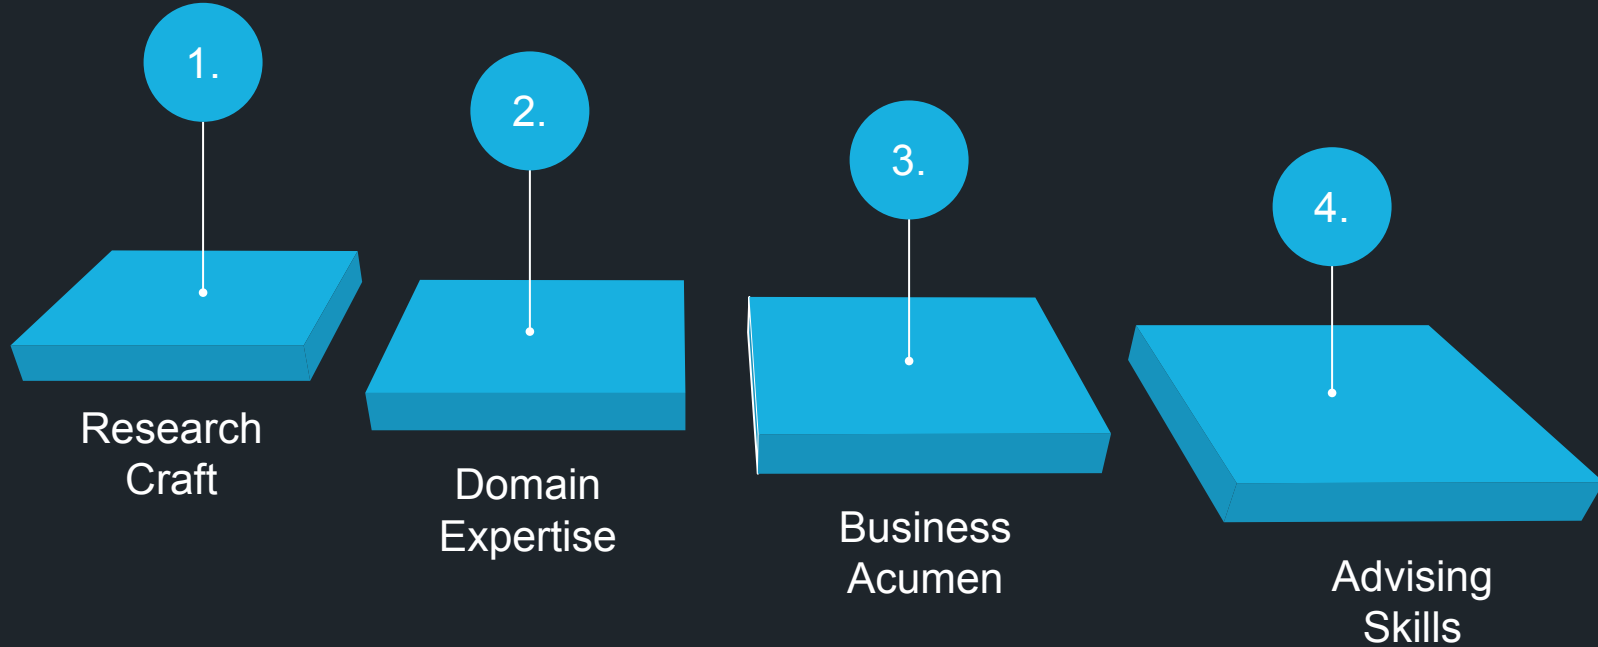 1.
Research
Craft
2.
Domain
Expertise
3.
Business
Acumen
4.
Advising
Skills